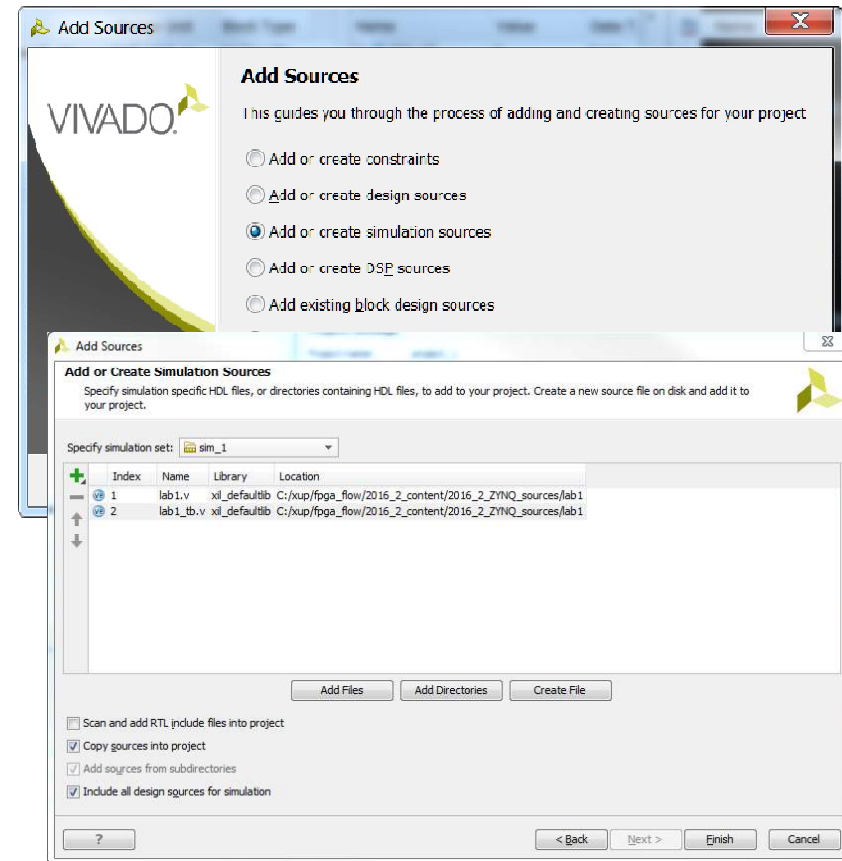 Add Sources
VIVADO.
Add Sources
This guides you through the process of adding and creating sources for your project
Add or create constraints
Add or create design sources
Add or create simulation sources
Add or create DSP sources
Add existing block design sources
Add Sources
Add or Create Simulation Sources
Specify simulation specific HDL files, or directories containing HDL files, to add to your project. Create a new source file on disk and add it to
your project.
Specify simulation set: sim_1
Index Name Library Location
1 lab1.v xil_defaultlib C:/xup/fpga_flow/2016_2_content/2016_2_ZYNQ_sources/lab1
2 lab1_tb.v xil_defaultlib C:/xup/fpga_flow/2016_2_content/2016_2_ZYNQ_sources/lab1
Add Files Add Directories Create File
Scan and add RTL include files into project
Copy sources into project
Add sources from subdirectories
Include all design sources for simulation
? < Back Next > Finish Cancel